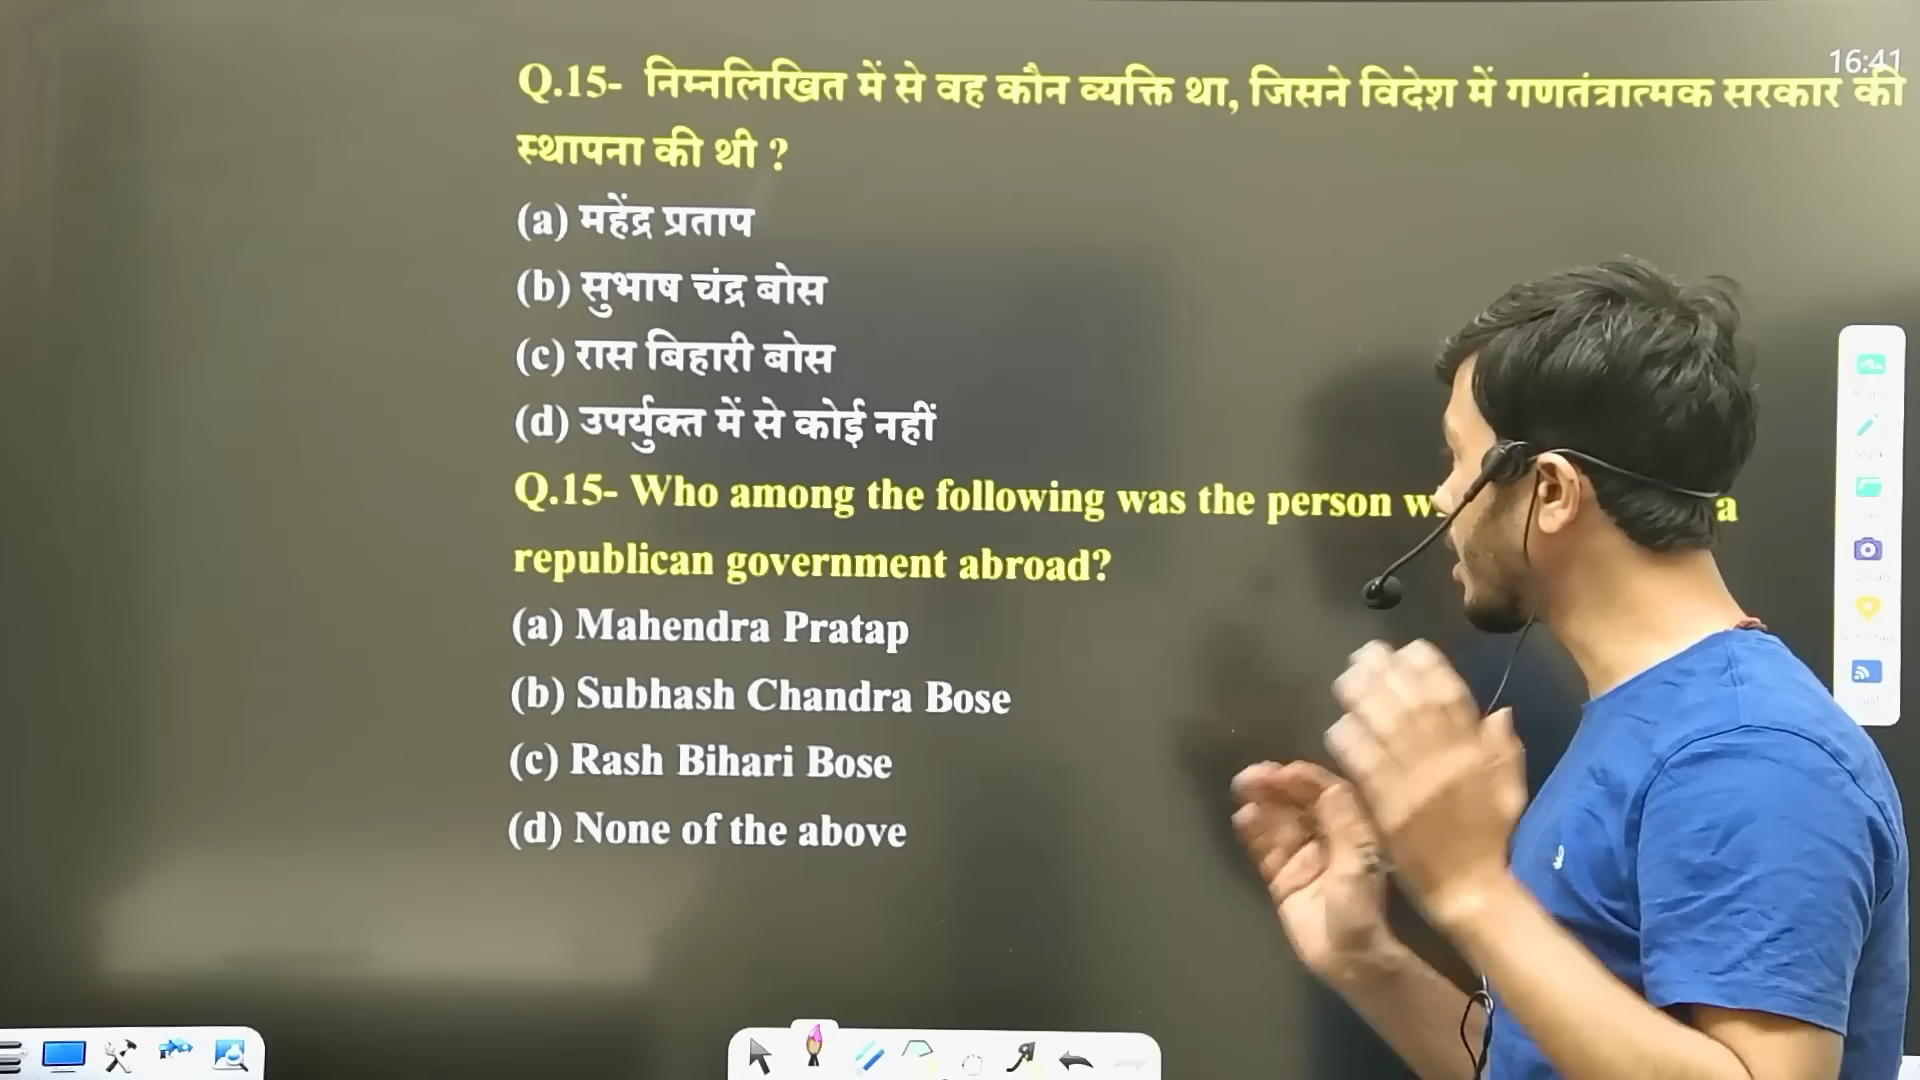 16:41
Q.15- निम्नलिखित में से वह कौन व्यक्ति था, जिसने विदेश में गणतंत्रात्मक सरकार की
स्थापना की थी ?
(a) महेंद्र प्रताप
(b) सुभाष चंद्र बोस
(c) रास बिहारी बोस
(d) उपर्युक्त में से कोई नहीं
Q.15- Who among the following was the person a
republican government abroad?
(a) Mahendra Pratap
(b) Subhash Chandra Bose
(c) Rash Bihari Bose
(d) None of the above